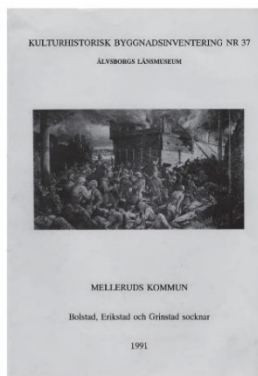 KULTURHISTORISK BYGGNADSINVENTERING NR 37
ÄLVSBORGS LÄNSMUSEUM
MELLERUDS KOMMUN
Bolstad, Erikstad och Grinstad socknar
1991